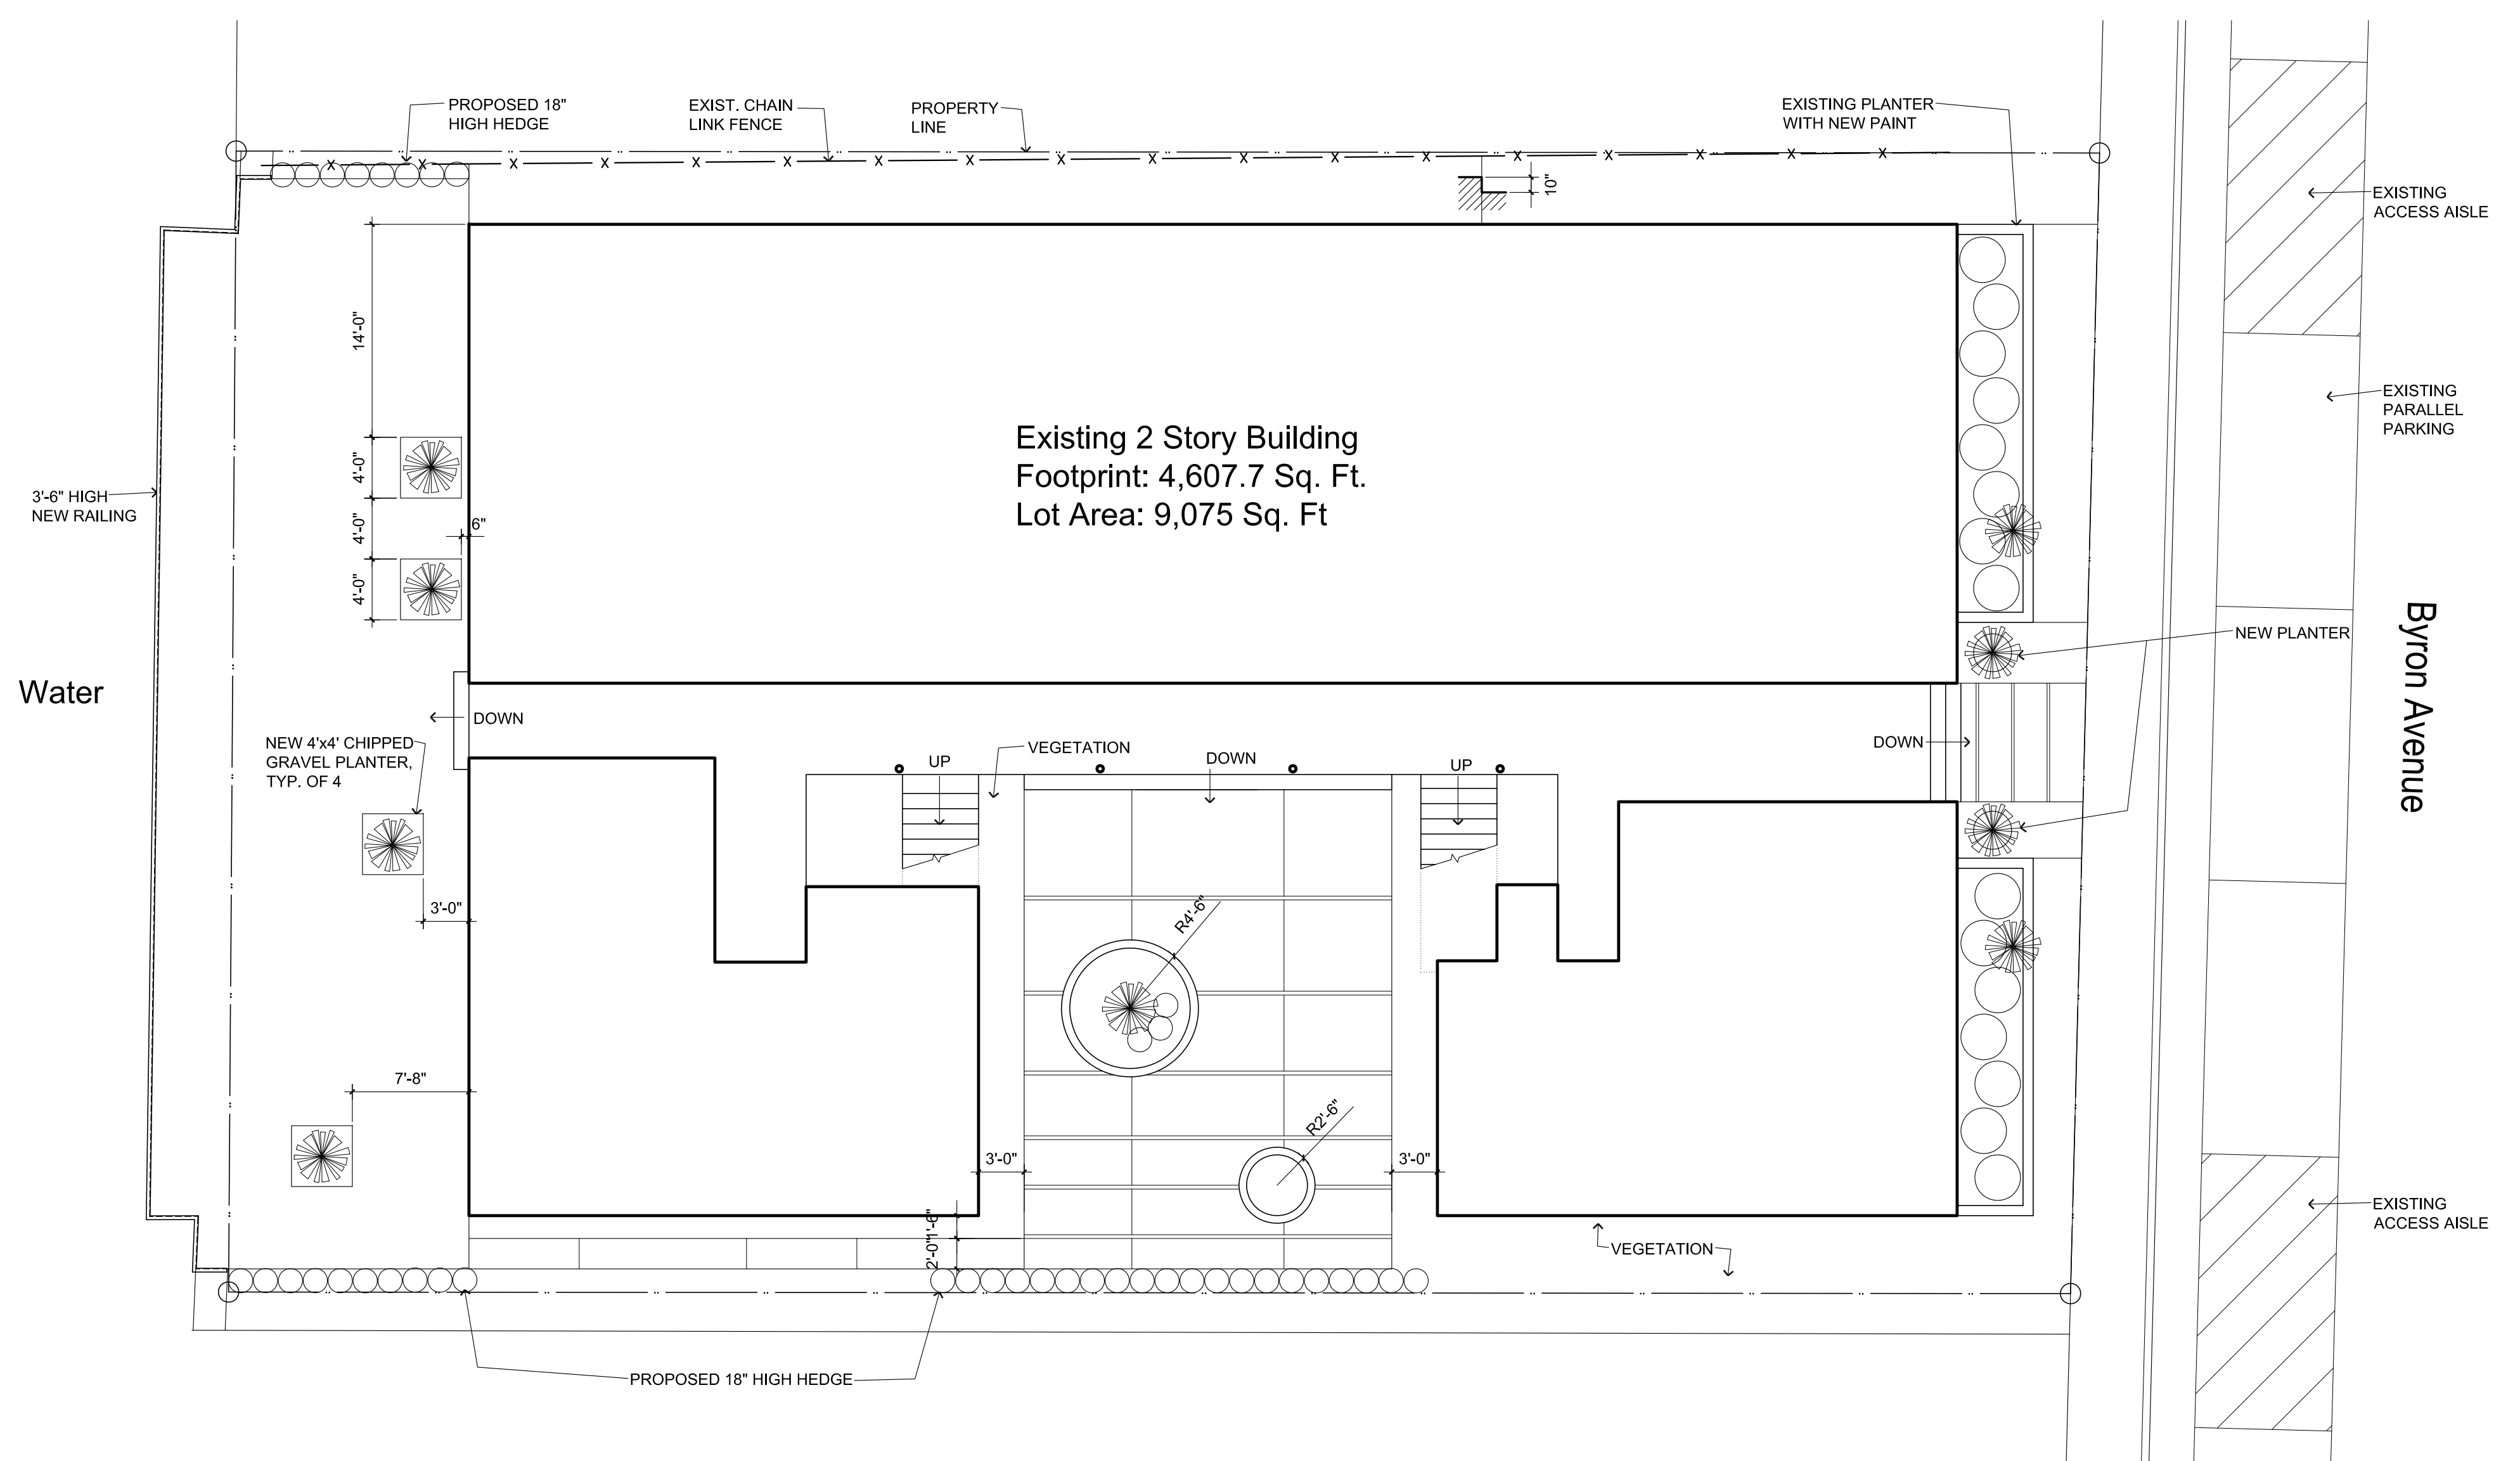 PROPOSED 18"
HIGH HEDGE
EXIST. CHAIN
LINK FENCE
PROPERTY
LINE
EXISTING PLANTER
WITH NEW PAINT
X X X X X X X X X X X X X X X X X X
10"
EXISTING
ACCESS AISLE
14'-0"
EXISTING
PARALLEL
PARKING
Existing 2 Story Building
Footprint: 4,607.7 Sq. Ft.
Lot Area: 9,075 Sq. Ft
4'-0"
3'-6" HIGH
NEW RAILING
4'-0"
6"
4'-0"
NEW PLANTER
Byron Avenue
Water
DOWN
NEW 4'x4' CHIPPED
GRAVEL PLANTER,
TYP. OF 4
VEGETATION
UP
DOWN
UP
DOWN
3'-0"
R4'-6"
7'-8"
R2'-6"
3'-0"
3'-0"
1'-6"
2'-0"
VEGETATION
EXISTING
ACCESS AISLE
PROPOSED 18" HIGH HEDGE